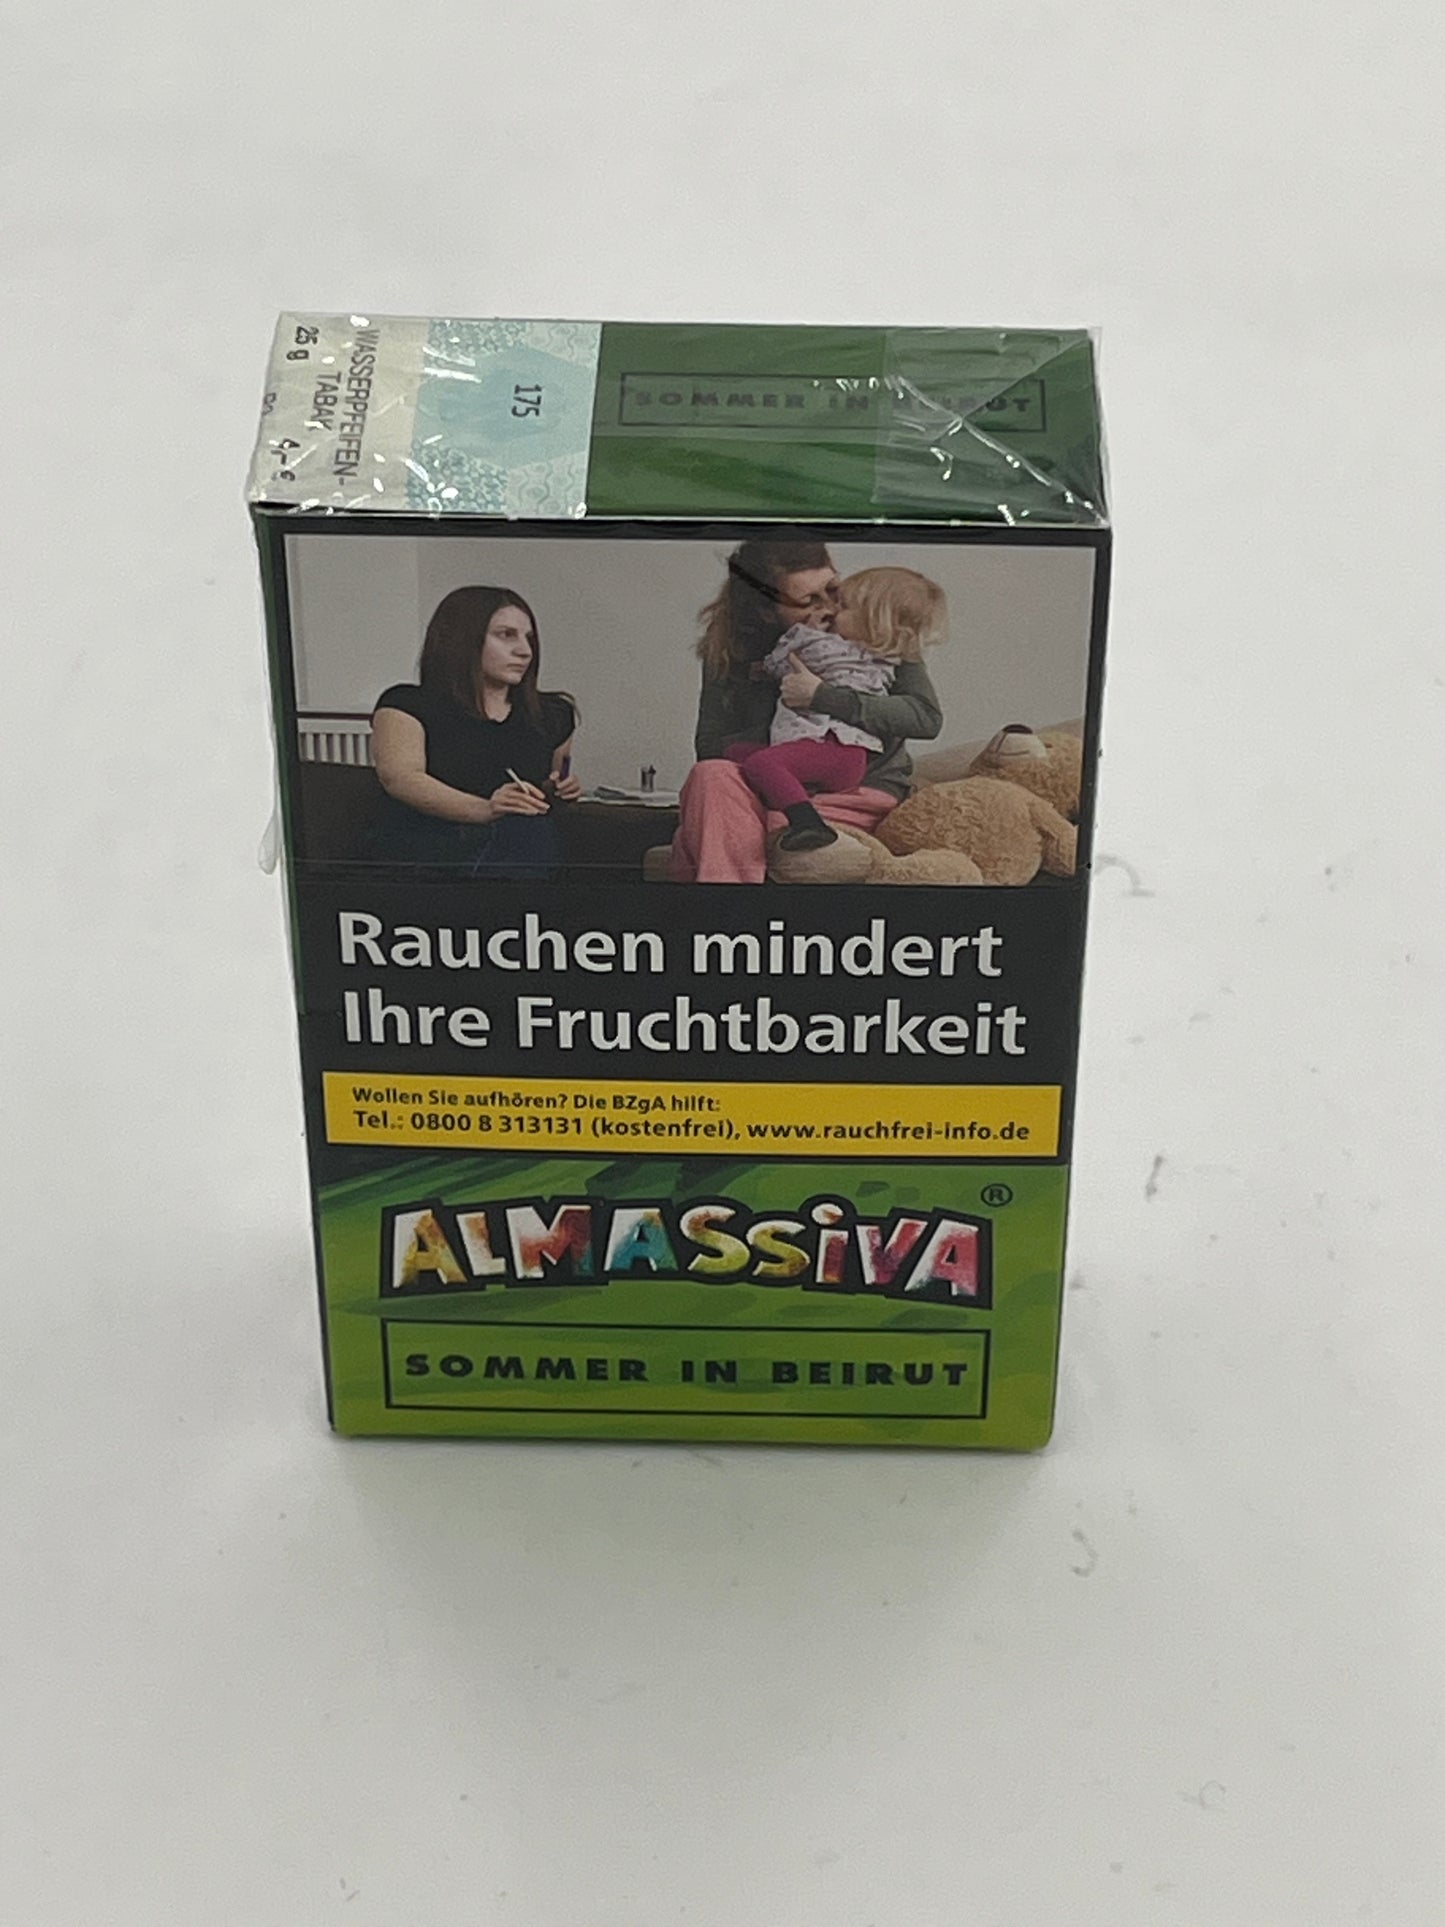 WASSERPFEIFEN-
TABAK
25 g
4,- €
175
SOMMER IN BEIRUT
Rauchen mindert
Ihre Fruchtbarkeit
Wollen Sie aufhören? Die BZgA hilft:
Tel.: 0800 8 313131 (kostenfrei), www.rauchfrei-info.de
ALMASSiVA ®
SOMMER IN BEIRUT